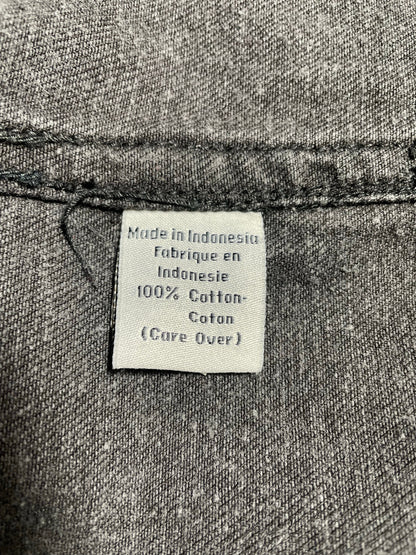 Made in Indonesia
Fabrique en
Indonesie
100% Cotton-
Coton
(Care Over)